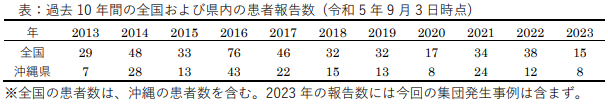 表：過去 10 年間の全国および県内の患者報告数（令和 5 年 9 月 3 日時点）
年 2013 2014 2015 2016 2017 2018 2019 2020 2021 2022 2023
全国 29 48 33 76 46 32 32 17 34 38 15
沖縄県 7 28 13 43 22 15 13 8 24 12 8
※全国の患者数は、沖縄の患者数を含む。2023 年の報告数には今回の集団発生事例は含まず。